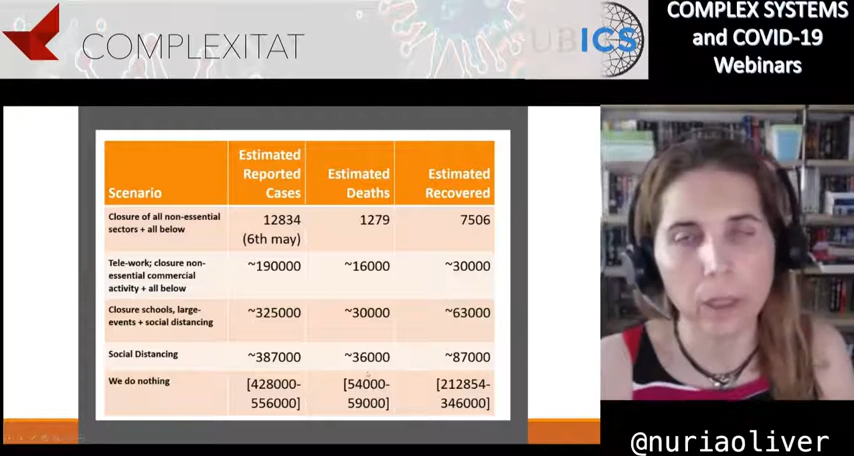 COMPLEXITAT
UBICS
COMPLEX SYSTEMS
and COVID-19
Webinars
Scenario
Estimated
Reported
Cases
Estimated
Deaths
Estimated
Recovered
Closure of all non-essential
sectors + all below
12834
(6th may)
1279
7506
Tele-work; closure non-
essential commercial
activity + all below
~190000
~16000
~30000
Closure schools, large-
events + social distancing
~325000
~30000
~63000
Social Distancing
~387000
~36000
~87000
We do nothing
[428000-
556000]
[54000-
59000]
[212854-
346000]
@nuriaoliver